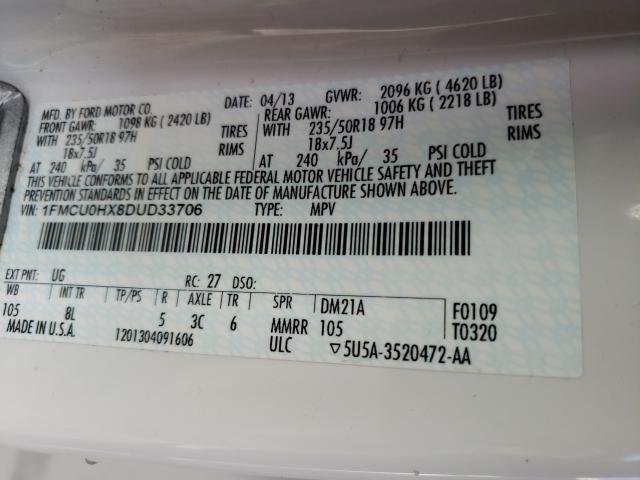 MFD. BY FORD MOTOR CO.
DATE: 04/13 GVWR: 2096 KG ( 4620 LB)
FRONT GAWR: 1098 KG ( 2420 LB) REAR GAWR: 1006 KG ( 2218 LB)
WITH 235/50R18 97H TIRES WITH 235/50R18 97H TIRES
18x7.5J RIMS 18x7.5J RIMS
AT 240 kPa/ 35 PSI COLD AT 240 kPa/ 35 PSI COLD
THIS VEHICLE CONFORMS TO ALL APPLICABLE FEDERAL MOTOR VEHICLE SAFETY AND THEFT
PREVENTION STANDARDS IN EFFECT ON THE DATE OF MANUFACTURE SHOWN ABOVE.
VIN: 1FMCU0HX8DUD33706 TYPE: MPV
EXT PNT: UG RC: 27 DSO:
WB INT TR TP/PS R AXLE TR SPR DM21A F0109
105 8L 5 3C 6 MMRR 105 T0320
MADE IN U.S.A. 1201304091606 ULC ▽5U5A-3520472-AA